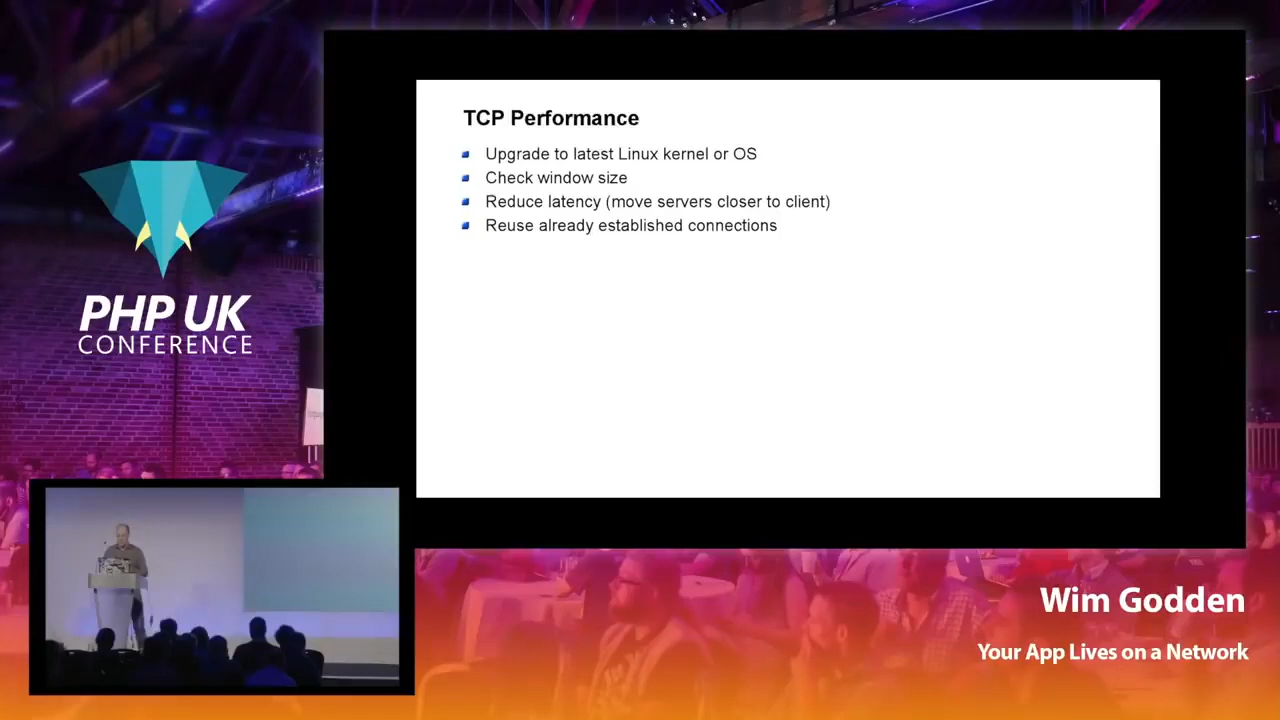 TCP Performance
Upgrade to latest Linux kernel or OS
Check window size
Reduce latency (move servers closer to client)
Reuse already established connections
PHP UK
CONFERENCE
Wim Godden
Your App Lives on a Network